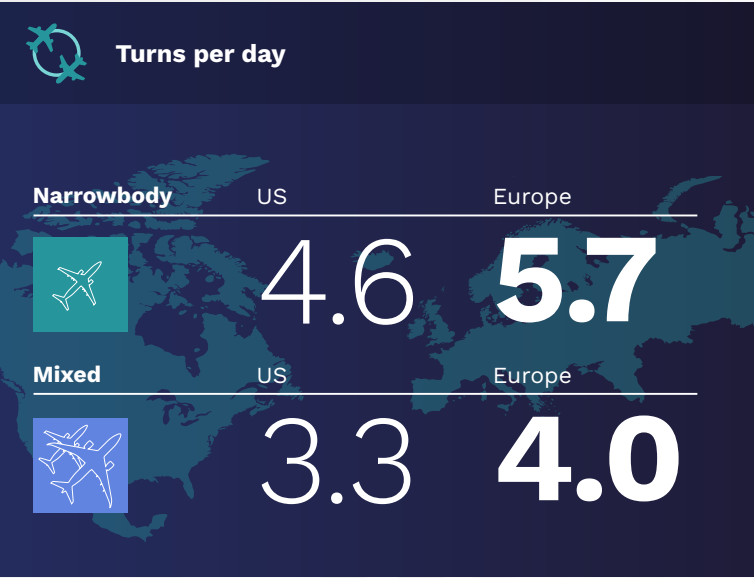 Turns per day
Narrowbody US Europe
4.6 5.7
Mixed US Europe
3.3 4.0